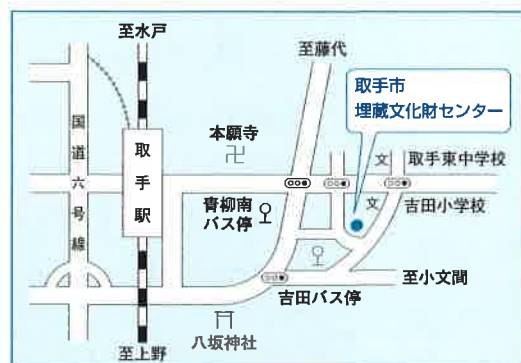 至水戸
至藤代
取手市
埋蔵文化財センター
国道六号線
取手駅
本願寺
文
取手東中学校
文
吉田小学校
青柳南
バス停
至小文間
吉田バス停
八坂神社
至上野